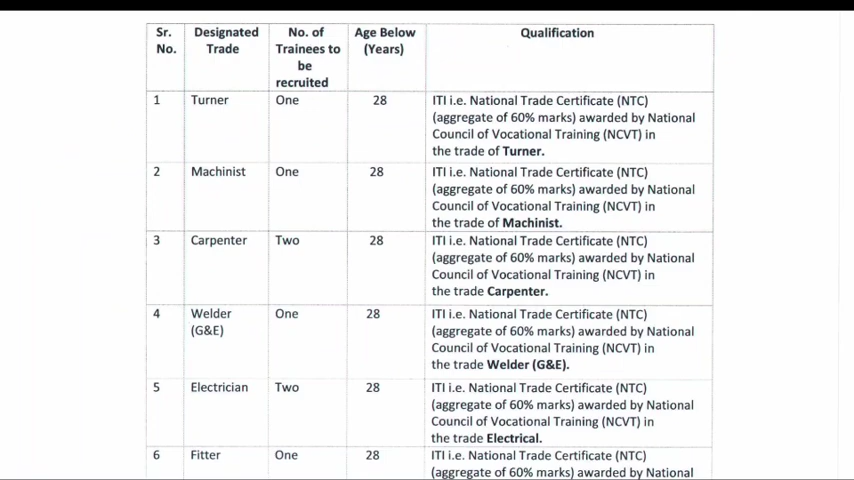 Sr. No.
Designated Trade
No. of Trainees to be recruited
Age Below (Years)
Qualification
1
Turner
One
28
ITI i.e. National Trade Certificate (NTC)
(aggregate of 60% marks) awarded by National
Council of Vocational Training (NCVT) in
the trade of Turner.
2
Machinist
One
28
ITI i.e. National Trade Certificate (NTC)
(aggregate of 60% marks) awarded by National
Council of Vocational Training (NCVT) in
the trade of Machinist.
3
Carpenter
Two
28
ITI i.e. National Trade Certificate (NTC)
(aggregate of 60% marks) awarded by National
Council of Vocational Training (NCVT) in
the trade Carpenter.
4
Welder
(G&E)
One
28
ITI i.e. National Trade Certificate (NTC)
(aggregate of 60% marks) awarded by National
Council of Vocational Training (NCVT) in
the trade Welder (G&E).
5
Electrician
Two
28
ITI i.e. National Trade Certificate (NTC)
(aggregate of 60% marks) awarded by National
Council of Vocational Training (NCVT) in
the trade Electrical.
6
Fitter
One
28
ITI i.e. National Trade Certificate (NTC)
(aggregate of 60% marks) awarded by National